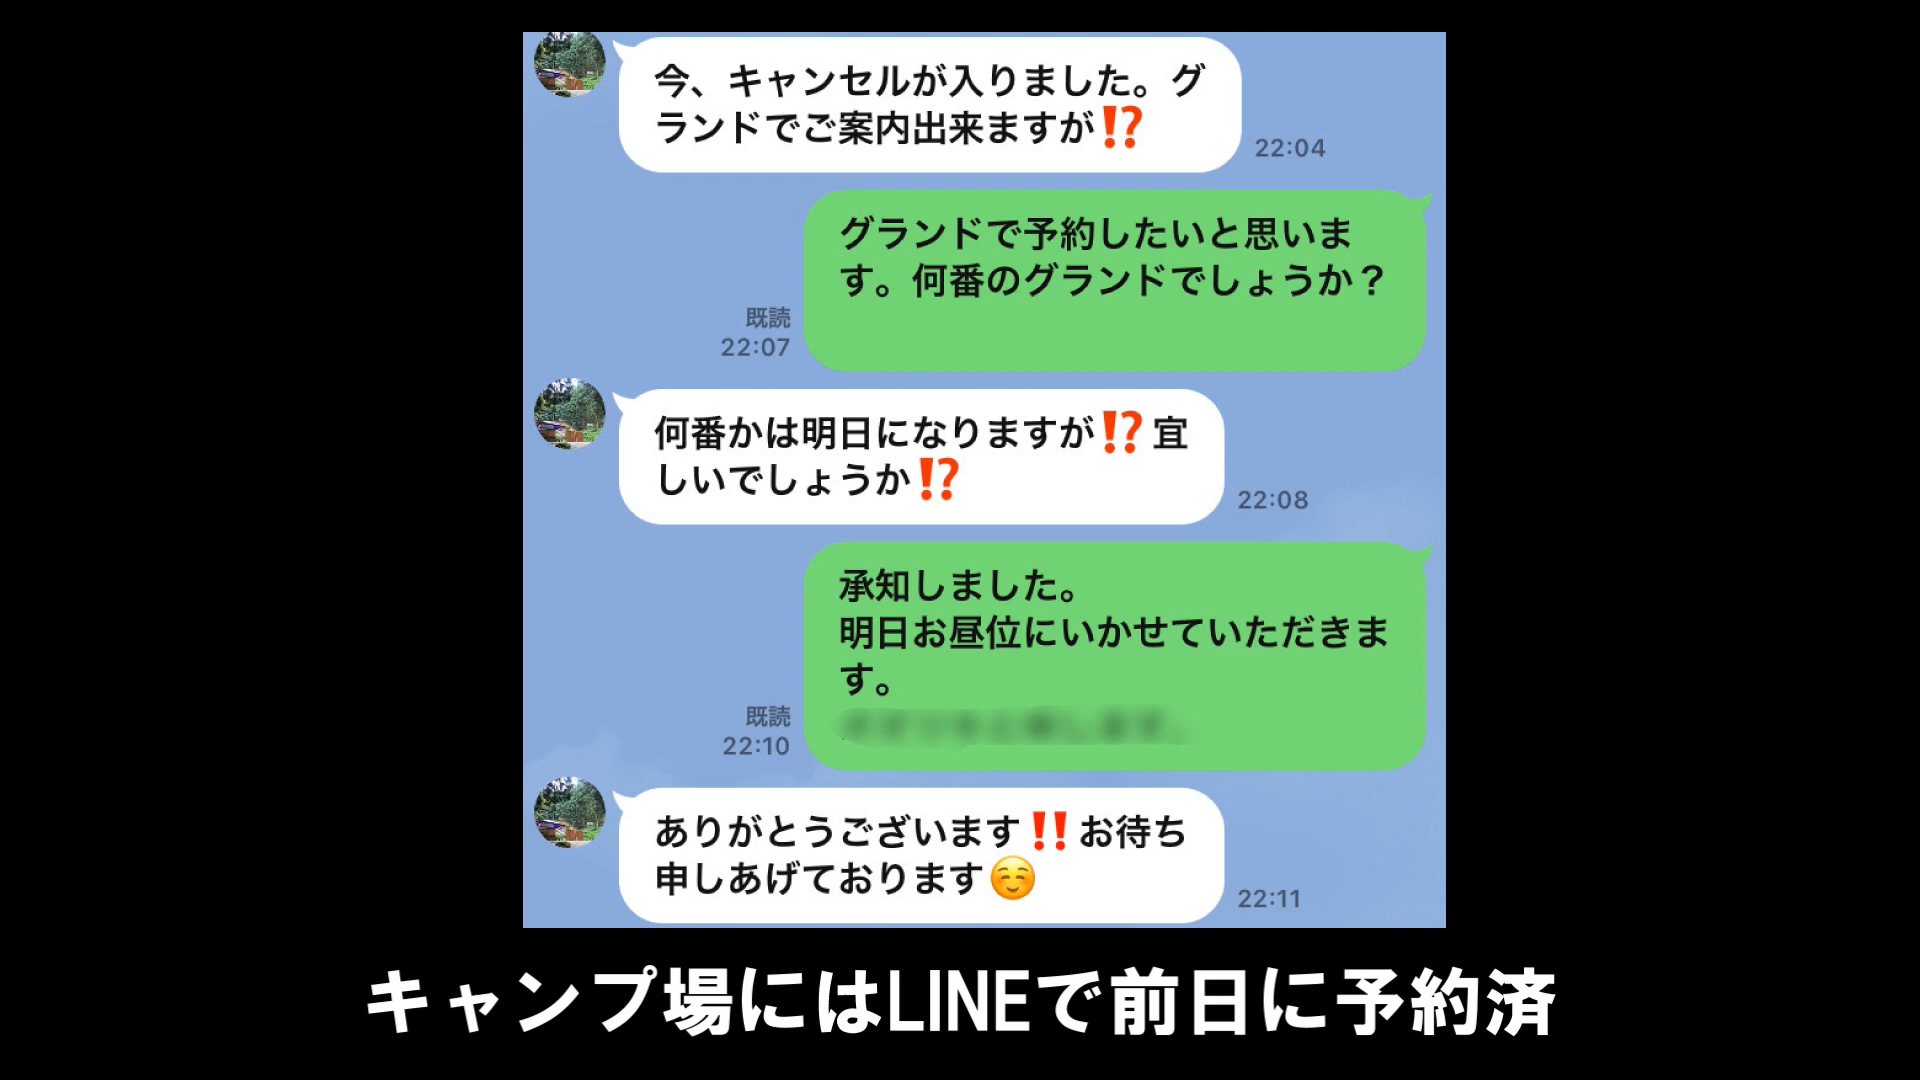 今、キャンセルが入りました。グ
ランドでご案内出来ますが⁉️
22:04
グランドで予約したいと思いま
す。何番のグランドでしょうか？
既読
22:07
何番かは明日になりますが⁉️宜
しいでしょうか⁉️
22:08
承知しました。
明日お昼位にいかせていただきま
す。
既読
22:10
ありがとうございます‼️お待ち
申しあげております☺️
22:11
キャンプ場にはLINEで前日に予約済